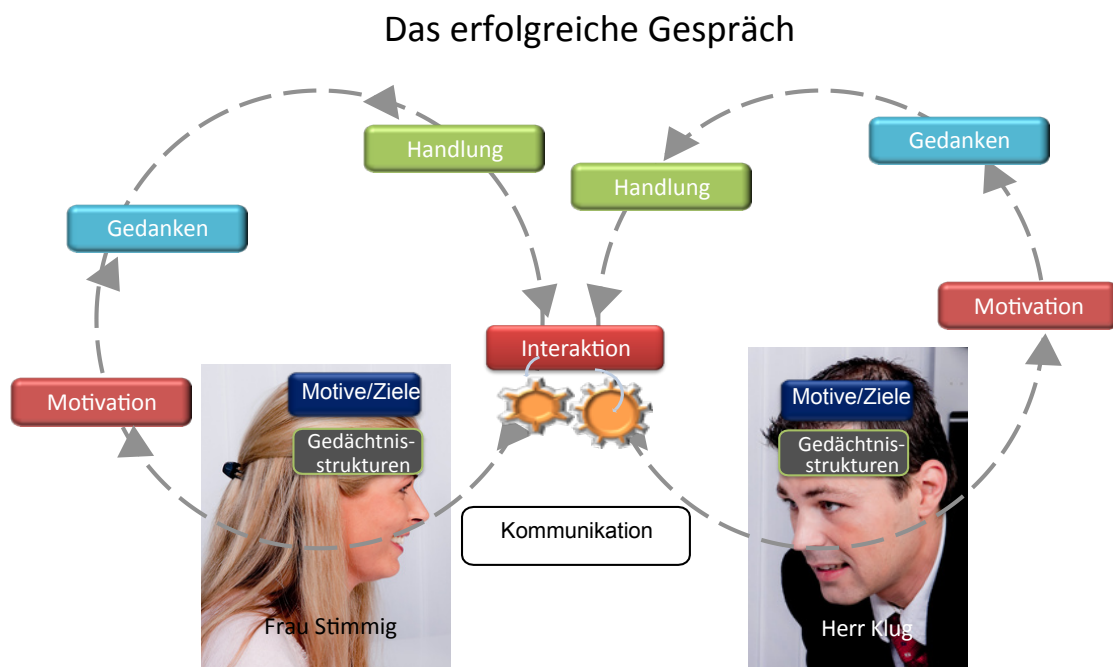 Das erfolgreiche Gespräch
Handlung
Gedanken
Handlung
Gedanken
Motivation
Interaktion
Motivation
Motive/Ziele
Gedächtnis-
strukturen
Motive/Ziele
Gedächtnis-
strukturen
Kommunikation
Frau Stimmig
Herr Klug